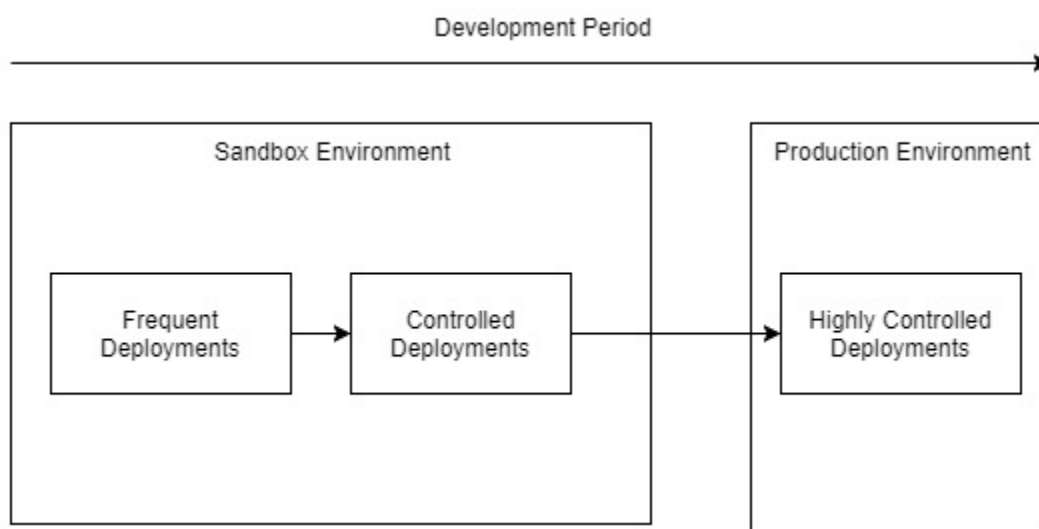 Development Period
Sandbox Environment
Production Environment
Frequent
Deployments
Controlled
Deployments
Highly Controlled
Deployments